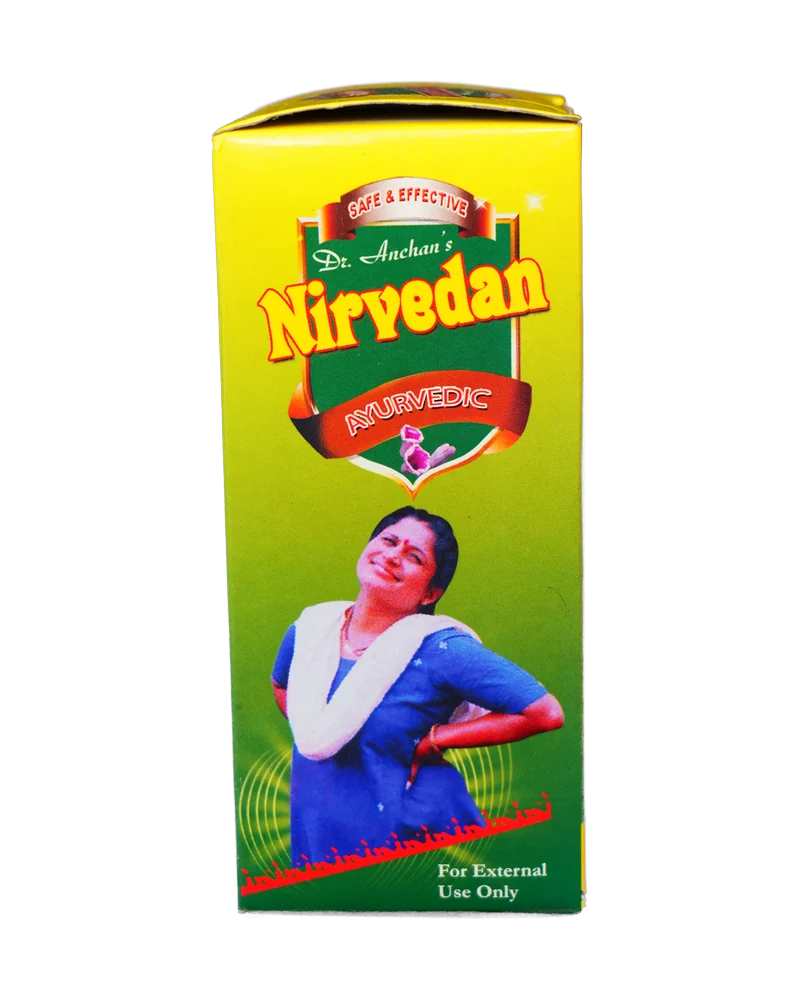 SAFE & EFFECTIVE
Dr. Anchan's
Nirvedan
AYURVEDIC
For External
Use Only